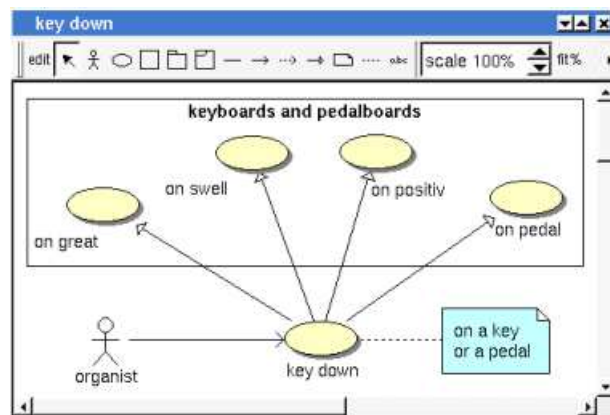 key down
edit
abc
scale 100%
fit%
keyboards and pedalboards
on swell
on positiv
on great
on pedal
on a key
or a pedal
organist
key down